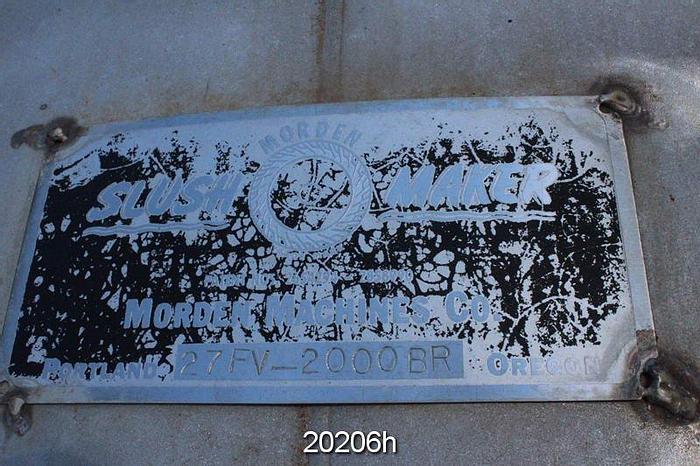 MORDEN
SLUSH MAKER
MORDEN MACHINES CO.
PORTLAND, 27FV-2000BR OREGON
20206h